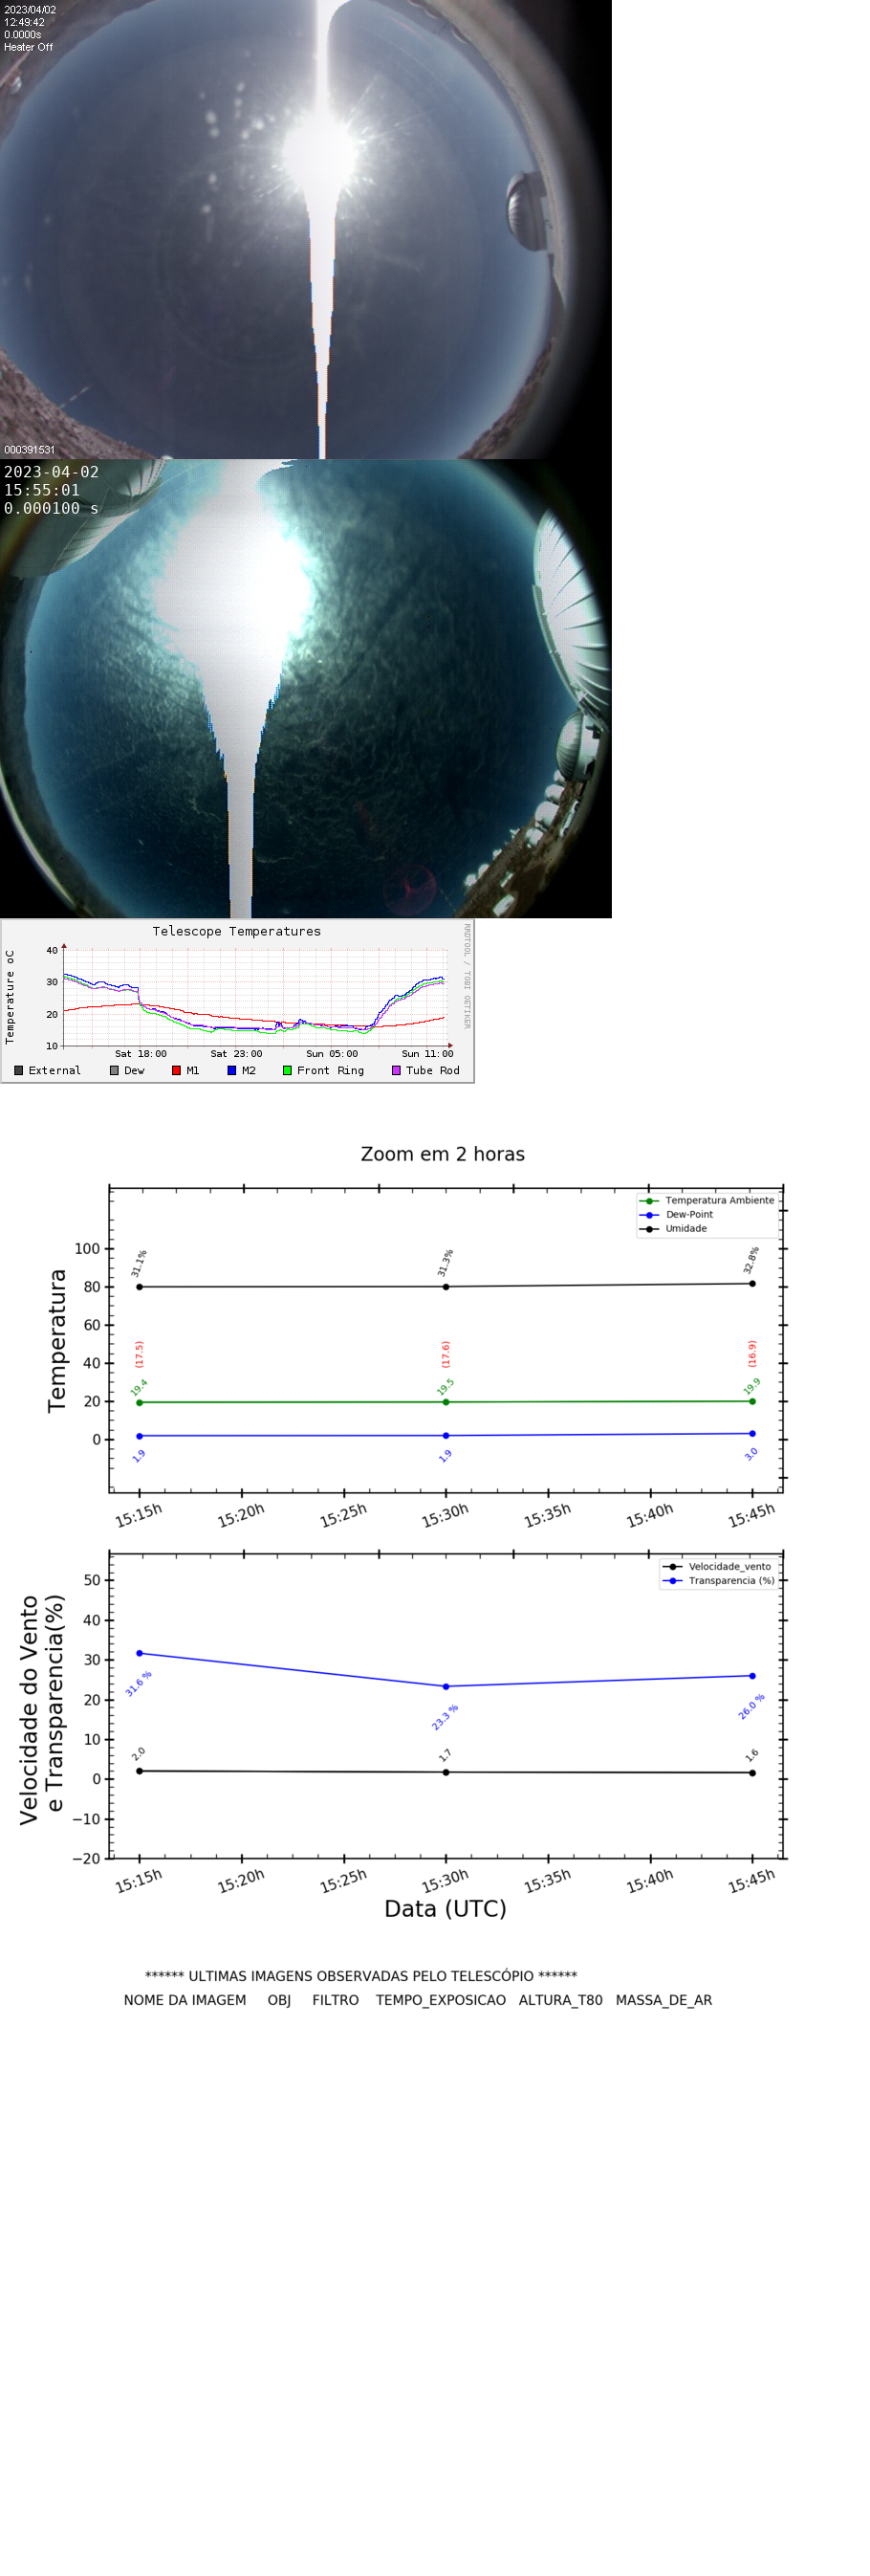 2023/04/02
12:49:42
0.0000s
Heater Off
000391531
2023-04-02
15:55:01
0.000100 s
Telescope Temperatures
RRDTOOL / TOBI OETIKER
Temperature oC
40
30
20
10
Sat 18:00 Sat 23:00 Sun 05:00 Sun 11:00
External Dew M1 M2 Front Ring Tube Rod
Zoom em 2 horas
Temperatura
Temperatura Ambiente
Dew-Point
Umidade
100
80
60
40
20
0
31.1% 31.3% 32.8%
(17.5) (17.6) (16.9)
19.4 19.5 19.9
1.9 1.9 3.0
15:15h 15:20h 15:25h 15:30h 15:35h 15:40h 15:45h
Velocidade do Vento
e Transparencia(%)
Velocidade_vento
Transparencia (%)
50
40
30
20
10
0
−10
−20
31.6 % 23.3 % 26.0 %
2.0 1.7 1.6
15:15h 15:20h 15:25h 15:30h 15:35h 15:40h 15:45h
Data (UTC)
****** ULTIMAS IMAGENS OBSERVADAS PELO TELESCÓPIO ******
NOME DA IMAGEM OBJ FILTRO TEMPO_EXPOSICAO ALTURA_T80 MASSA_DE_AR